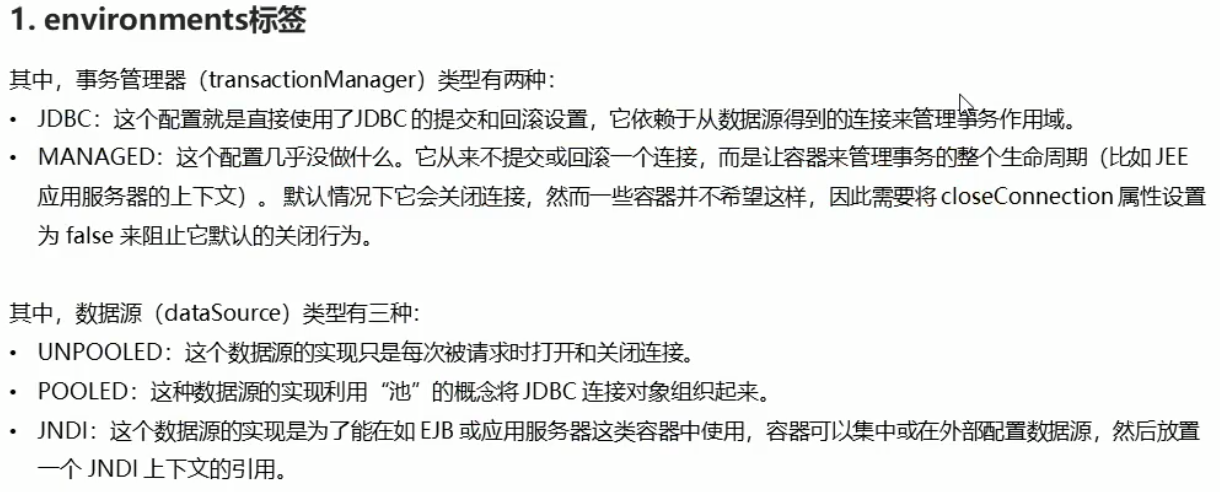 1. environments标签
其中，事务管理器（transactionManager）类型有两种：
• JDBC：这个配置就是直接使用了JDBC 的提交和回滚设置，它依赖于从数据源得到的连接来管理事务作用域。
• MANAGED：这个配置几乎没做什么。它从来不提交或回滚一个连接，而是让容器来管理事务的整个生命周期（比如 JEE
应用服务器的上下文）。 默认情况下它会关闭连接，然而一些容器并不希望这样，因此需要将 closeConnection 属性设置
为 false 来阻止它默认的关闭行为。
其中，数据源（dataSource）类型有三种：
• UNPOOLED：这个数据源的实现只是每次被请求时打开和关闭连接。
• POOLED：这种数据源的实现利用“池”的概念将 JDBC 连接对象组织起来。
• JNDI：这个数据源的实现是为了能在如 EJB 或应用服务器这类容器中使用，容器可以集中或在外部配置数据源，然后放置
一个 JNDI 上下文的引用。